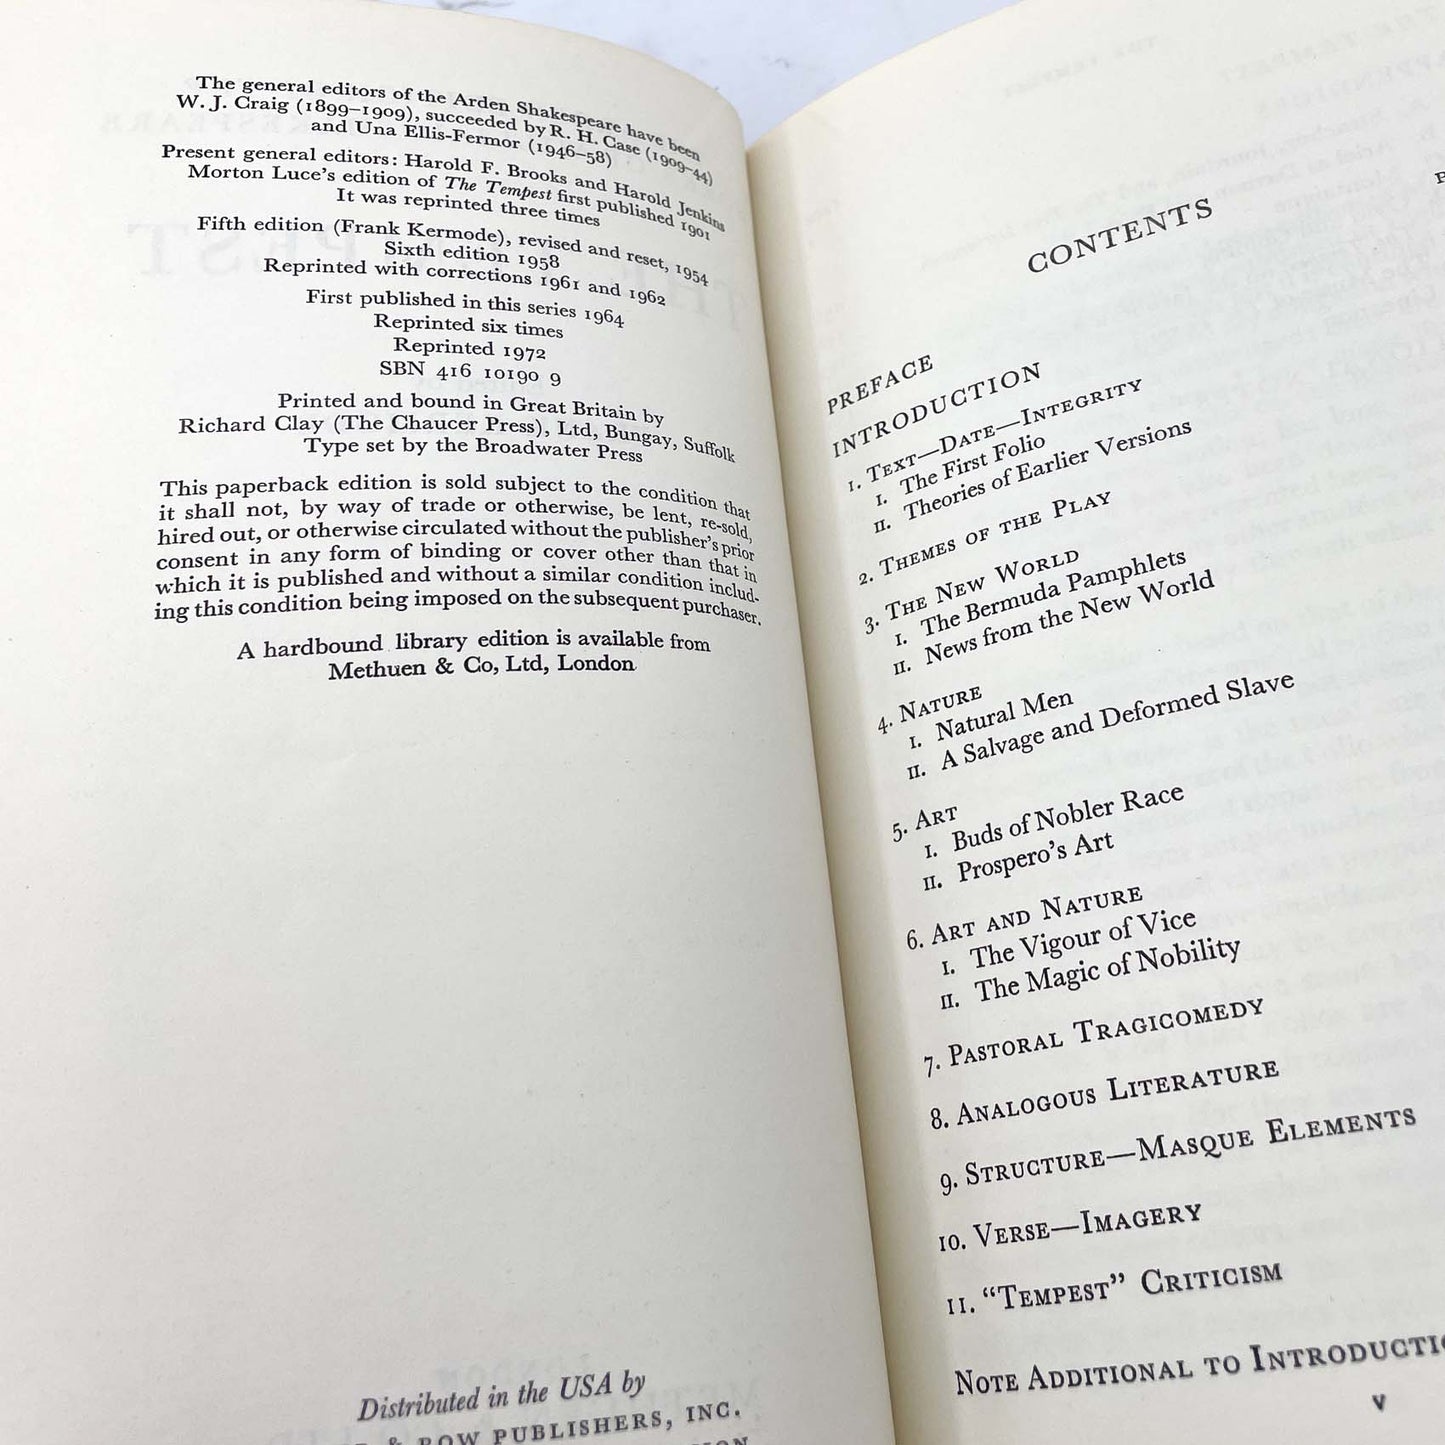 The general editors of the Arden Shakespeare have been
W. J. Craig (1899–1909), succeeded by R. H. Case (1909–44)
and Una Ellis-Fermor (1946–58)
Present general editors: Harold F. Brooks and Harold Jenkins
Morton Luce's edition of The Tempest first published 1901
It was reprinted three times
Fifth edition (Frank Kermode), revised and reset, 1954
Sixth edition 1958
Reprinted with corrections 1961 and 1962
First published in this series 1964
Reprinted six times
Reprinted 1972
SBN 416 10190 9
Printed and bound in Great Britain by
Richard Clay (The Chaucer Press), Ltd, Bungay, Suffolk
Type set by the Broadwater Press
This paperback edition is sold subject to the condition that
it shall not, by way of trade or otherwise, be lent, re-sold,
hired out, or otherwise circulated without the publisher's prior
consent in any form of binding or cover other than that in
which it is published and without a similar condition includ-
ing this condition being imposed on the subsequent purchaser.
A hardbound library edition is available from
Methuen & Co, Ltd, London
Distributed in the USA by
& ROW PUBLISHERS, INC.
CONTENTS
PREFACE
INTRODUCTION
1. TEXT—DATE—INTEGRITY
I. The First Folio
II. Theories of Earlier Versions
2. THEMES OF THE PLAY
3. THE NEW WORLD
I. The Bermuda Pamphlets
II. News from the New World
4. NATURE
I. Natural Men
II. A Salvage and Deformed Slave
5. ART
I. Buds of Nobler Race
II. Prospero's Art
6. ART AND NATURE
I. The Vigour of Vice
II. The Magic of Nobility
7. PASTORAL TRAGICOMEDY
8. ANALOGOUS LITERATURE
9. STRUCTURE—MASQUE ELEMENTS
10. VERSE—IMAGERY
11. "TEMPEST" CRITICISM
NOTE ADDITIONAL TO INTRODUCTIO
v